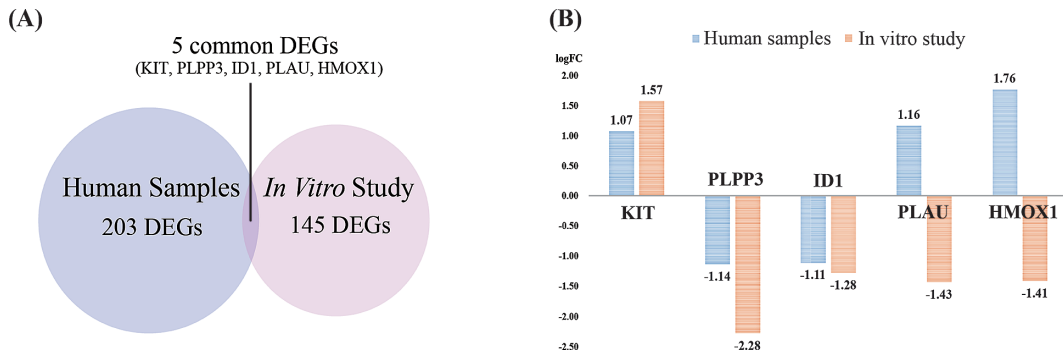 (A)
5 common DEGs
(KIT, PLPP3, ID1, PLAU, HMOX1)
Human Samples
203 DEGs
In Vitro Study
145 DEGs
(B)
Human samples
In vitro study
logFC
2.00
1.50
1.00
0.50
0.00
-0.50
-1.00
-1.50
-2.00
-2.50
1.07
1.57
KIT
PLPP3
-1.14
-2.28
ID1
-1.11
-1.28
1.16
PLAU
-1.43
1.76
HMOX1
-1.41